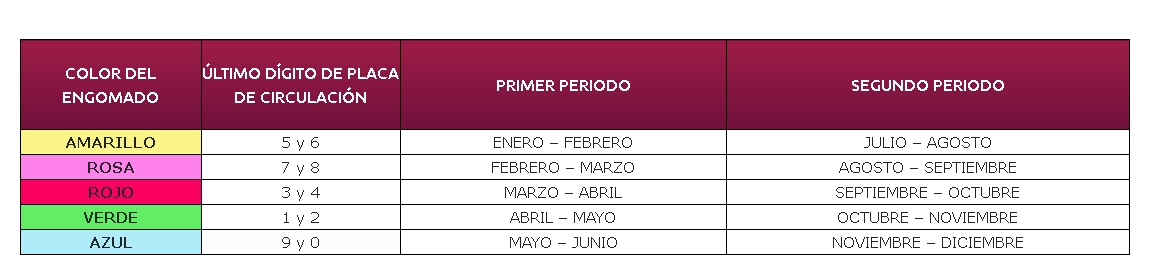 COLOR DEL ENGOMADO ÚLTIMO DÍGITO DE PLACA DE CIRCULACIÓN PRIMER PERIODO SEGUNDO PERIODO
AMARILLO 5 y 6 ENERO – FEBRERO JULIO – AGOSTO
ROSA 7 y 8 FEBRERO – MARZO AGOSTO – SEPTIEMBRE
ROJO 3 y 4 MARZO – ABRIL SEPTIEMBRE – OCTUBRE
VERDE 1 y 2 ABRIL – MAYO OCTUBRE – NOVIEMBRE
AZUL 9 y 0 MAYO – JUNIO NOVIEMBRE – DICIEMBRE